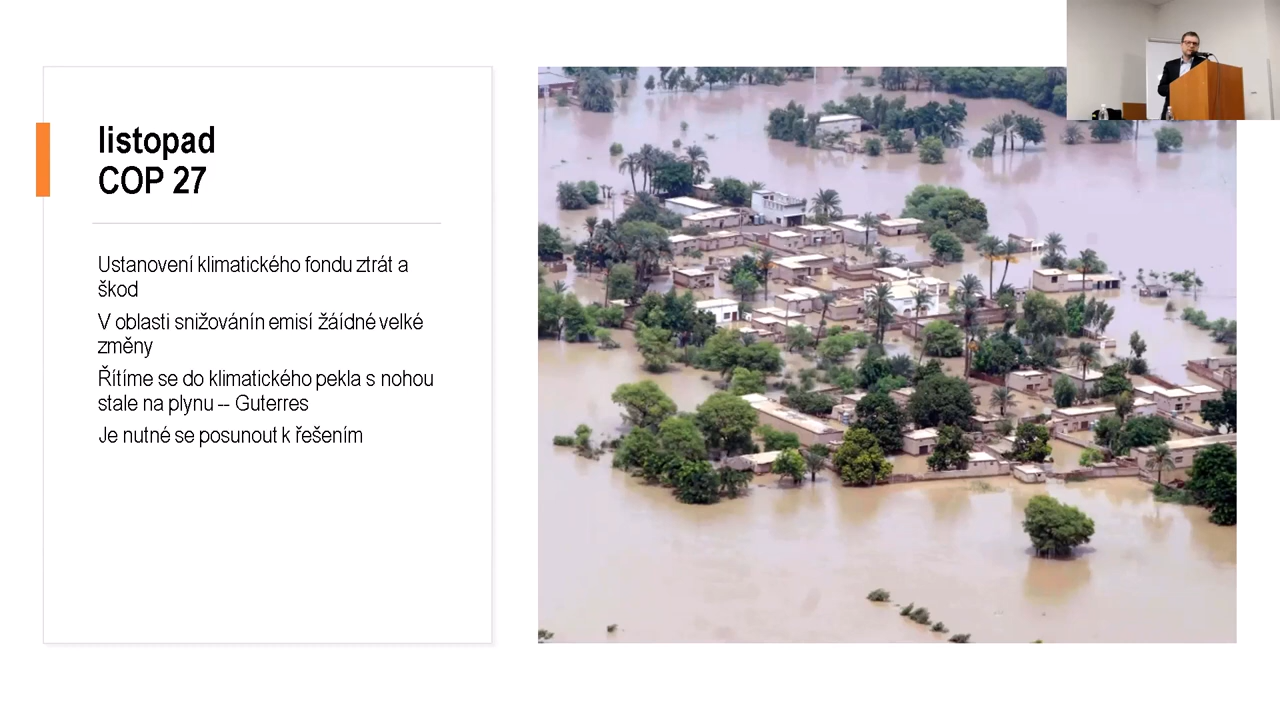 listopad
COP 27
Ustanovení klimatického fondu ztrát a
škod
V oblasti snižovánín emisí žáídné velké
změny
Řítíme se do klimatického pekla s nohou
stale na plynu -- Guterres
Je nutné se posunout k řešením